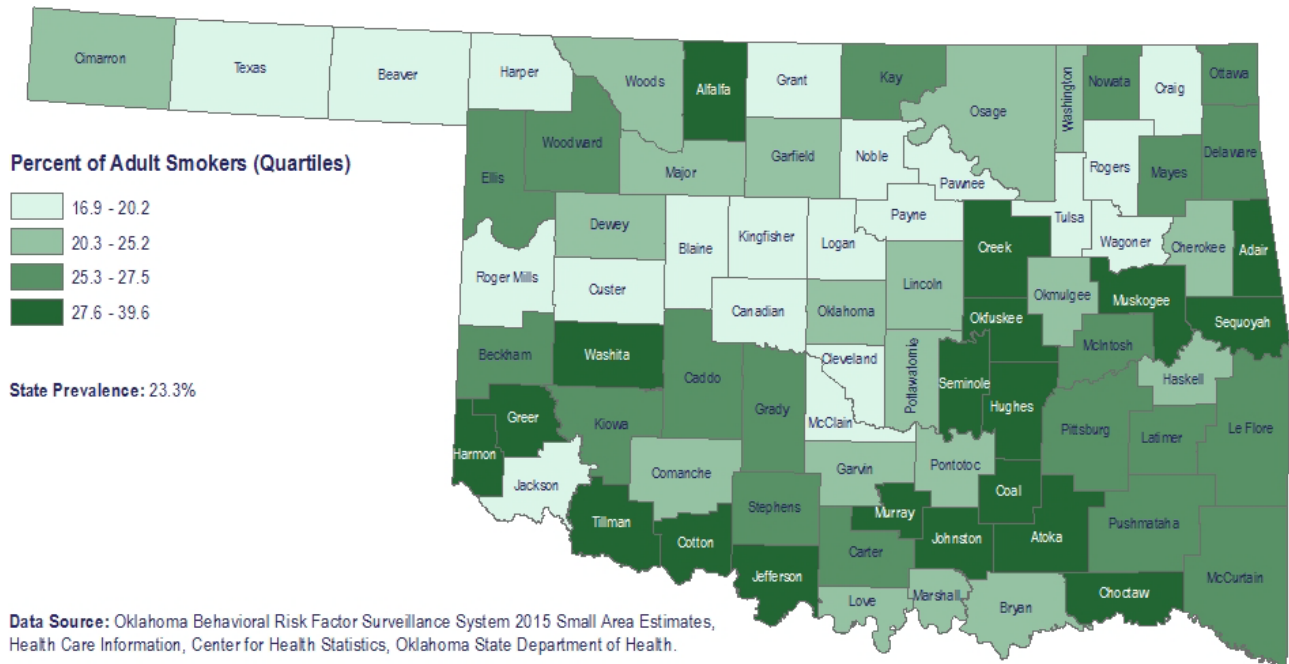 Cimarron
Texas
Beaver
Harper
Woods
Alfalfa
Grant
Kay
Osage
Washington
Nowata
Craig
Ottawa
Ellis
Woodward
Major
Garfield
Noble
Pawnee
Rogers
Mayes
Delaware
Percent of Adult Smokers (Quartiles)
16.9 - 20.2
20.3 - 25.2
25.3 - 27.5
27.6 - 39.6
State Prevalence: 23.3%
Dewey
Blaine
Kingfisher
Logan
Payne
Creek
Tulsa
Wagoner
Cherokee
Adair
Roger Mills
Custer
Canadian
Oklahoma
Lincoln
Okmulgee
Muskogee
Sequoyah
Okfuskee
McIntosh
Beckham
Washita
Caddo
Grady
Cleveland
McClain
Pottawatomie
Seminole
Hughes
Haskell
Pittsburg
Latimer
Le Flore
Greer
Harmon
Kiowa
Jackson
Comanche
Garvin
Pontotoc
Coal
Tillman
Cotton
Stephens
Murray
Johnston
Atoka
Pushmataha
Jefferson
Carter
Love
Marshall
Bryan
Choctaw
McCurtain
Data Source: Oklahoma Behavioral Risk Factor Surveillance System 2015 Small Area Estimates,
Health Care Information, Center for Health Statistics, Oklahoma State Department of Health.